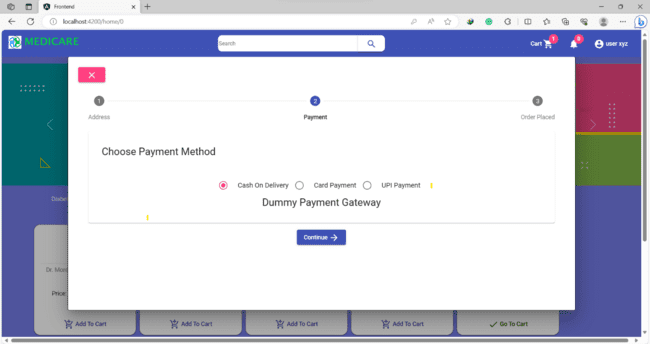 Frontend
localhost:4200/home/0
MEDICARE
Search
Cart
1
9
user xyz
1
2
3
Address
Payment
Order Placed
Choose Payment Method
Cash On Delivery
Card Payment
UPI Payment
Dummy Payment Gateway
Continue
Dr.
Price
Add To Cart
Add To Cart
Add To Cart
Add To Cart
Go To Cart